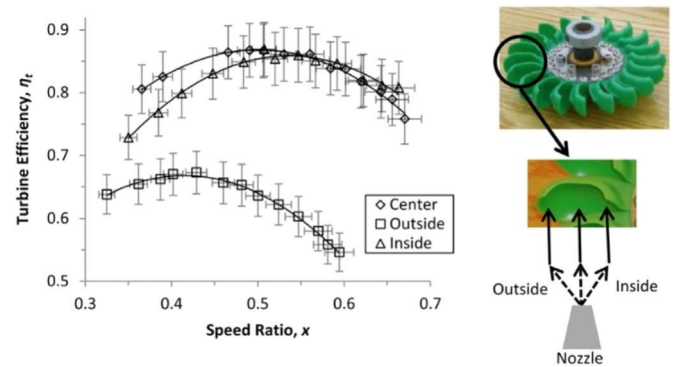 Turbine Efficiency, ηt
0.9
0.8
0.7
0.6
0.5
0.3
0.4
0.5
0.6
0.7
Speed Ratio, x
Center
Outside
Inside
Outside
Inside
Nozzle